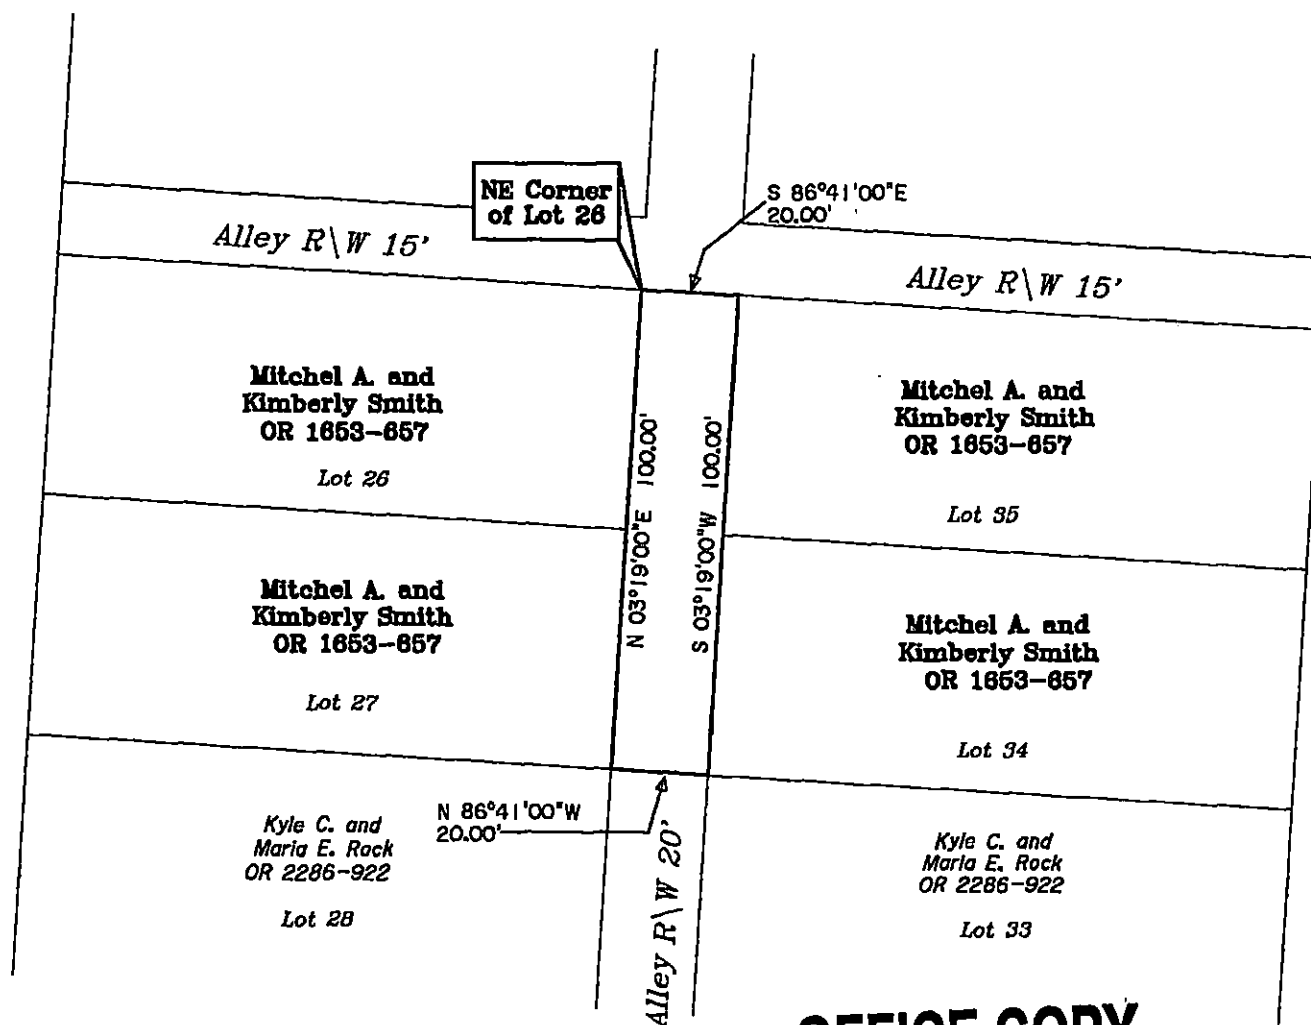 NE Corner
of Lot 26
S 86°41'00"E
20.00'
Alley R\W 15'
Alley R\W 15'
Mitchel A. and
Kimberly Smith
OR 1653-657
Lot 26
Mitchel A. and
Kimberly Smith
OR 1653-657
Lot 35
N 03°19'00"E 100.00'
S 03°19'00"W 100.00'
Mitchel A. and
Kimberly Smith
OR 1653-657
Lot 27
Mitchel A. and
Kimberly Smith
OR 1653-657
Lot 34
N 86°41'00"W
20.00'
Kyle C. and
Maria E. Rock
OR 2286-922
Lot 28
Alley R\W 20'
Kyle C. and
Maria E. Rock
OR 2286-922
Lot 33
OFFICE COPY